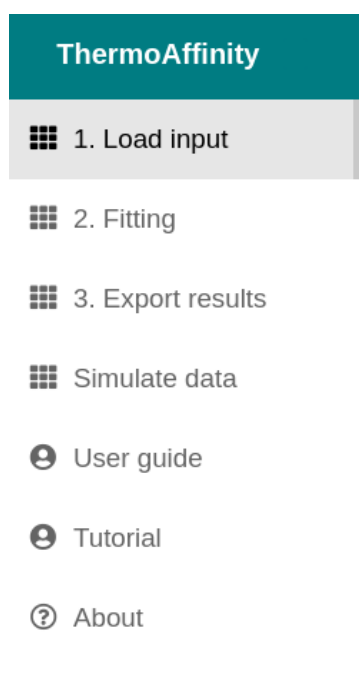 ThermoAffinity
1. Load input
2. Fitting
3. Export results
Simulate data
User guide
Tutorial
About